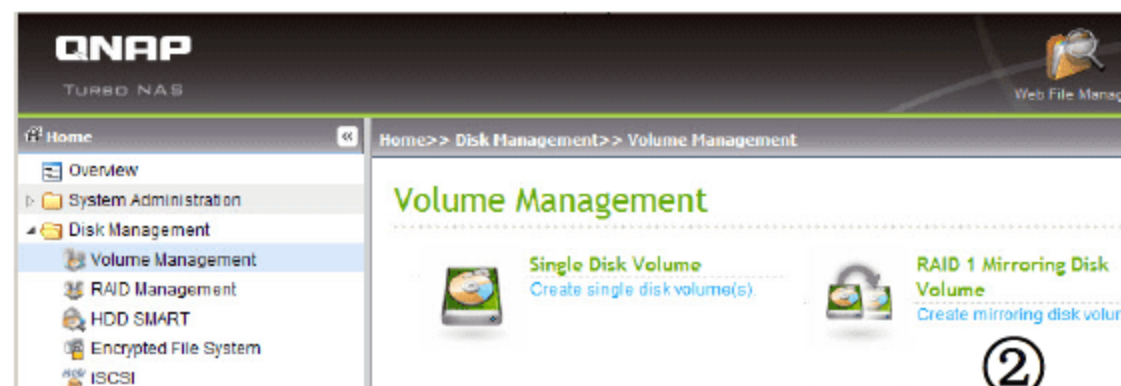 QNAP
TURBO NAS
Web File Manag
Home
Home>> Disk Management>> Volume Management
Overview
System Administration
Disk Management
Volume Management
RAID Management
HDD SMART
Encrypted File System
iSCSI
Volume Management
Single Disk Volume
Create single disk volume(s).
RAID 1 Mirroring Disk
Volume
Create mirroring disk volu
②